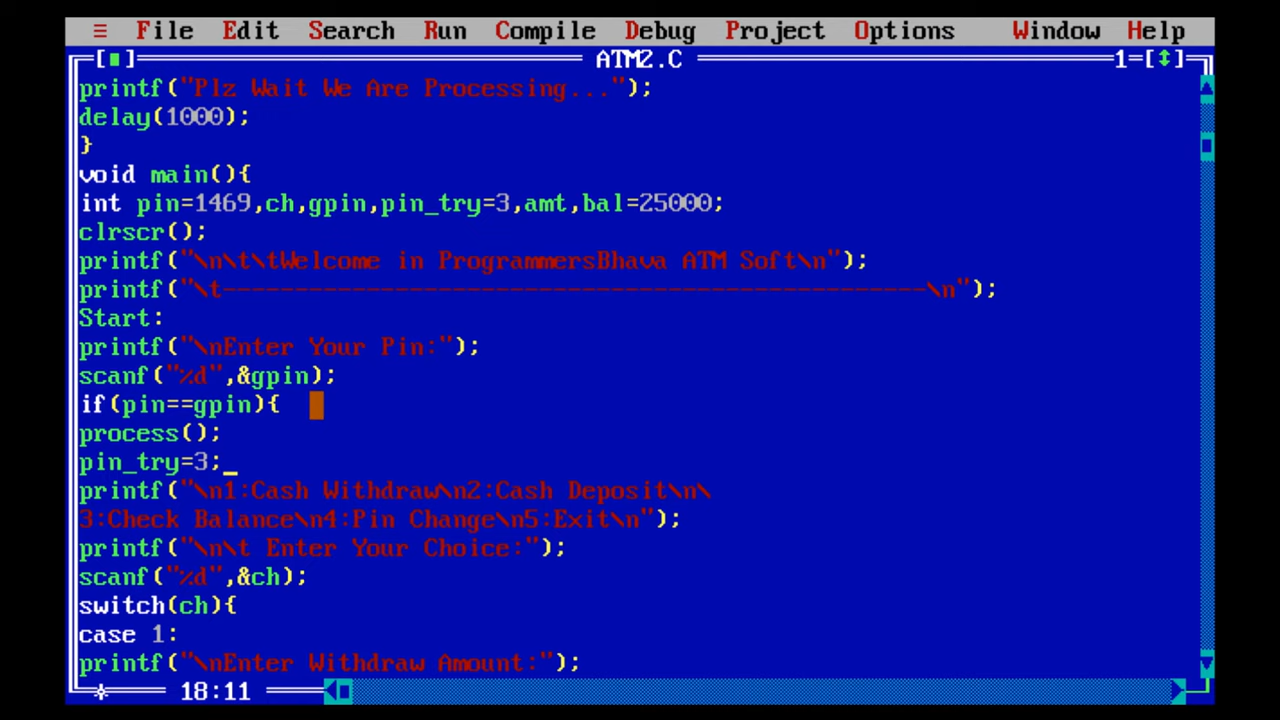 ≡ File Edit Search Run Compile Debug Project Options Window Help
[■] ATM2.C 1=[↕]
printf("Plz Wait We Are Processing...");
delay(1000);
}
void main(){
int pin=1469,ch,gpin,pin_try=3,amt,bal=25000;
clrscr();
printf("\n\t\tWelcome in ProgrammersBhava ATM Soft\n");
printf("\t-------------------------------------------------\n");
Start:
printf("\nEnter Your Pin:");
scanf("%d",&gpin);
if(pin==gpin){
process();
pin_try=3;
printf("\n1:Cash Withdraw\n2:Cash Deposit\n\
3:Check Balance\n4:Pin Change\n5:Exit\n");
printf("\n\t Enter Your Choice:");
scanf("%d",&ch);
switch(ch){
case 1:
printf("\nEnter Withdraw Amount:");
18:11